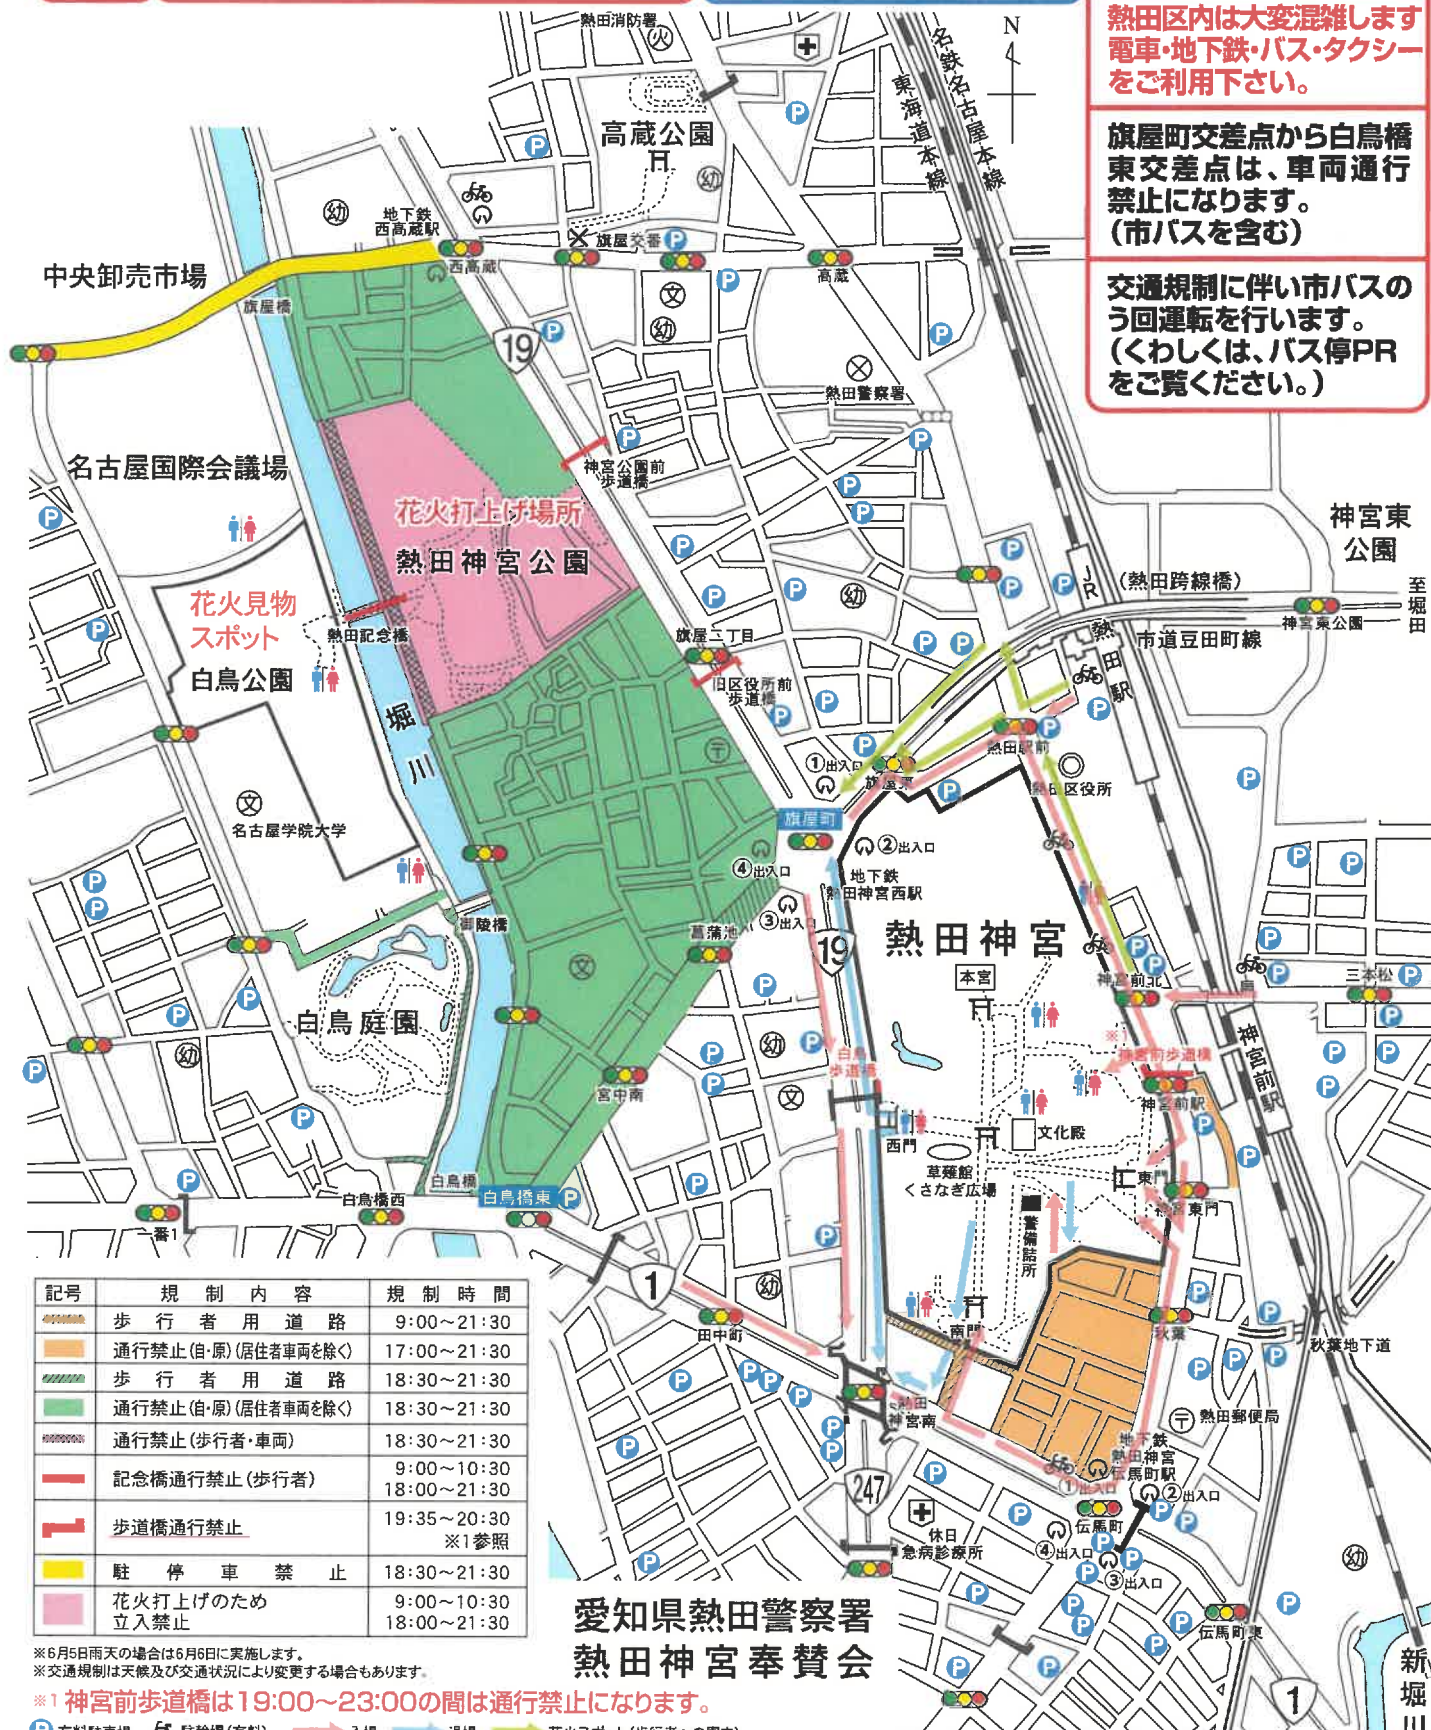 熱田区内は大変混雑します
電車・地下鉄・バス・タクシー
をご利用下さい。
旗屋町交差点から白鳥橋
東交差点は、車両通行
禁止になります。
(市バスを含む)
交通規制に伴い市バスの
う回運転を行います。
(くわしくは、バス停PR
をご覧ください。)
熱田消防署
火
N
名鉄名古屋本線
東海道本線
高蔵公園
幼
幼
地下鉄
西高蔵駅
西高蔵
旗屋交番
高蔵
中央卸売市場
旗屋橋
文
幼
19
熱田警察署
名古屋国際会議場
神宮公園前
歩道橋
花火打上げ場所
熱田神宮公園
神宮東
公園
JR
(熱田跨線橋)
至堀田
神宮東公園
市道豆田町線
熱田駅
花火見物
スポット
白鳥公園
熱田記念橋
幼
旗屋二丁目
旧区役所前
歩道橋
堀川
熱田駅前
①出入口
旗屋東
熱田区役所
文
名古屋学院大学
旗屋町
②出入口
地下鉄
熱田神宮西駅
④出入口
③出入口
御陵橋
菖蒲池
19
熱田神宮
本宮
神宮前北
三本松
文
白鳥庭園
幼
幼
宮中南
文
白鳥
歩道橋
※1
神宮前歩道橋
神宮前駅
神宮前駅
西門
文化殿
草薙館
くさなぎ広場
東門
神宮東門
警備詰所
白鳥橋
白鳥橋東
白鳥橋西
一番1
1
幼
田中町
南門
秋葉
秋葉地下道
熱田
神宮南
熱田郵便局
地下鉄
熱田神宮
伝馬町駅
①出入口
②出入口
伝馬町
④出入口
③出入口
247
休日
急病診療所
幼
伝馬町東
新堀川
1
記号 規制内容 規制時間
歩行者用道路 9:00~21:30
通行禁止(自・原)(居住者車両を除く) 17:00~21:30
歩行者用道路 18:30~21:30
通行禁止(自・原)(居住者車両を除く) 18:30~21:30
通行禁止(歩行者・車両) 18:30~21:30
記念橋通行禁止(歩行者) 9:00~10:30
18:00~21:30
歩道橋通行禁止 19:35~20:30
※1参照
駐停車禁止 18:30~21:30
花火打上げのため
立入禁止 9:00~10:30
18:00~21:30
愛知県熱田警察署
熱田神宮奉賛会
※6月5日雨天の場合は6月6日に実施します。
※交通規制は天候及び交通状況により変更する場合もあります。
※1 神宮前歩道橋は19:00~23:00の間は通行禁止になります。